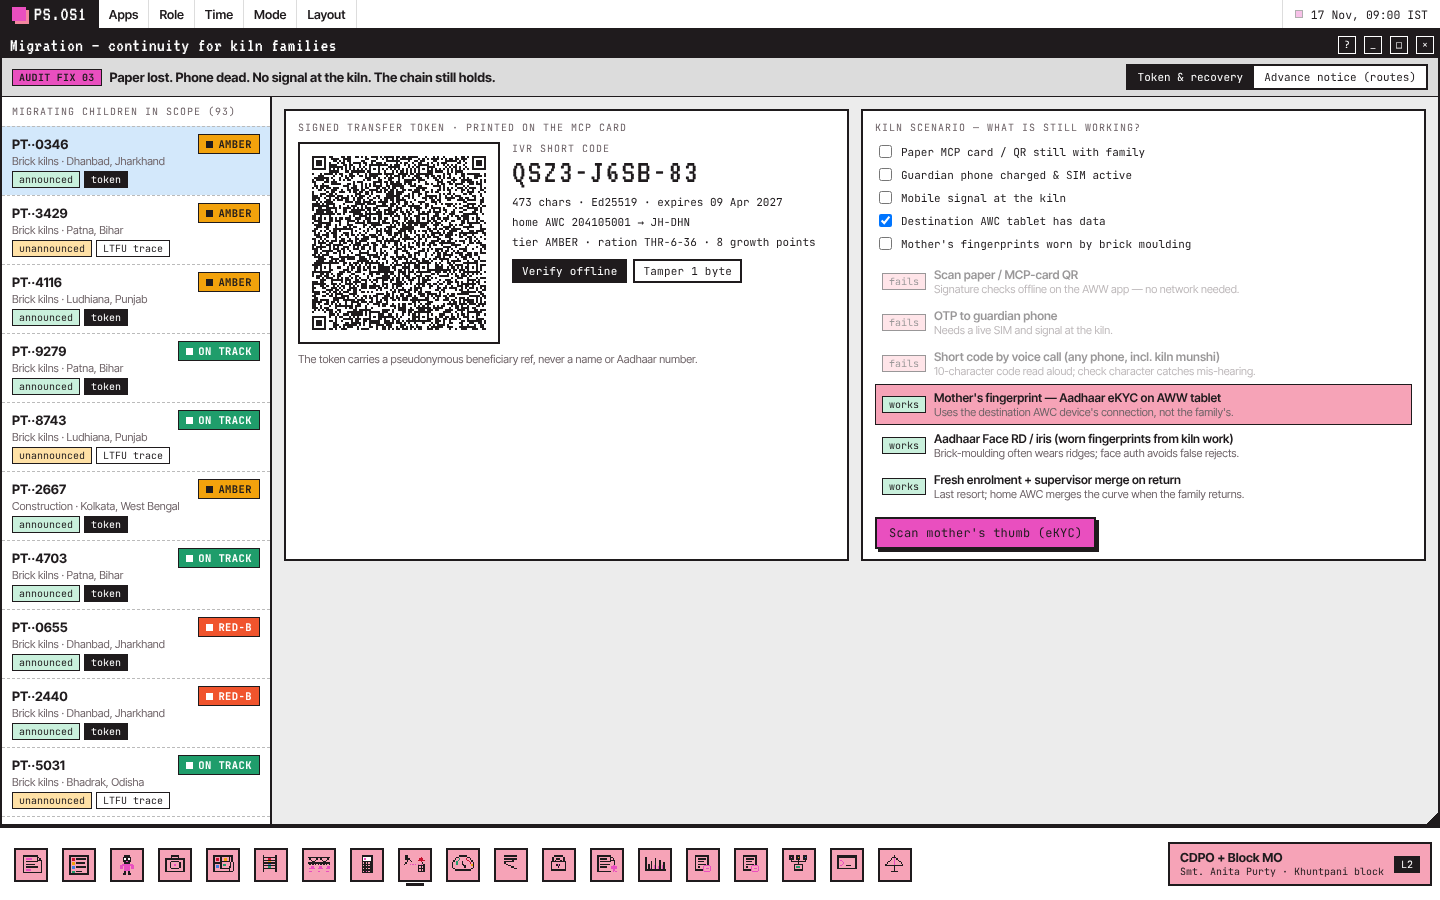 PS.OS1
Apps
Role
Time
Mode
Layout
17 Nov, 09:00 IST
Migration — continuity for kiln families
?
_
□
×
AUDIT FIX 03
Paper lost. Phone dead. No signal at the kiln. The chain still holds.
Token & recovery
Advance notice (routes)
MIGRATING CHILDREN IN SCOPE (93)
PT··0346
AMBER
Brick kilns · Dhanbad, Jharkhand
announced
token
PT··3429
AMBER
Brick kilns · Patna, Bihar
unannounced
LTFU trace
PT··4116
AMBER
Brick kilns · Ludhiana, Punjab
announced
token
PT··9279
ON TRACK
Brick kilns · Patna, Bihar
announced
token
PT··8743
ON TRACK
Brick kilns · Ludhiana, Punjab
unannounced
LTFU trace
PT··2667
AMBER
Construction · Kolkata, West Bengal
announced
token
PT··4703
ON TRACK
Brick kilns · Patna, Bihar
announced
token
PT··0655
RED-B
Brick kilns · Dhanbad, Jharkhand
announced
token
PT··2440
RED-B
Brick kilns · Dhanbad, Jharkhand
announced
token
PT··5031
ON TRACK
Brick kilns · Bhadrak, Odisha
unannounced
LTFU trace
SIGNED TRANSFER TOKEN · PRINTED ON THE MCP CARD
IVR SHORT CODE
QSZ3-J6SB-83
473 chars · Ed25519 · expires 09 Apr 2027
home AWC 204105001 → JH-DHN
tier AMBER · ration THR-6-36 · 8 growth points
Verify offline
Tamper 1 byte
The token carries a pseudonymous beneficiary ref, never a name or Aadhaar number.
KILN SCENARIO — WHAT IS STILL WORKING?
Paper MCP card / QR still with family
Guardian phone charged & SIM active
Mobile signal at the kiln
Destination AWC tablet has data
Mother's fingerprints worn by brick moulding
fails
Scan paper / MCP-card QR
Signature checks offline on the AWW app — no network needed.
fails
OTP to guardian phone
Needs a live SIM and signal at the kiln.
fails
Short code by voice call (any phone, incl. kiln munshi)
10-character code read aloud; check character catches mis-hearing.
works
Mother's fingerprint — Aadhaar eKYC on AWW tablet
Uses the destination AWC device's connection, not the family's.
works
Aadhaar Face RD / iris (worn fingerprints from kiln work)
Brick-moulding often wears ridges; face auth avoids false rejects.
works
Fresh enrolment + supervisor merge on return
Last resort; home AWC merges the curve when the family returns.
Scan mother's thumb (eKYC)
CDPO + Block MO
Smt. Anita Purty · Khuntpani block
L2